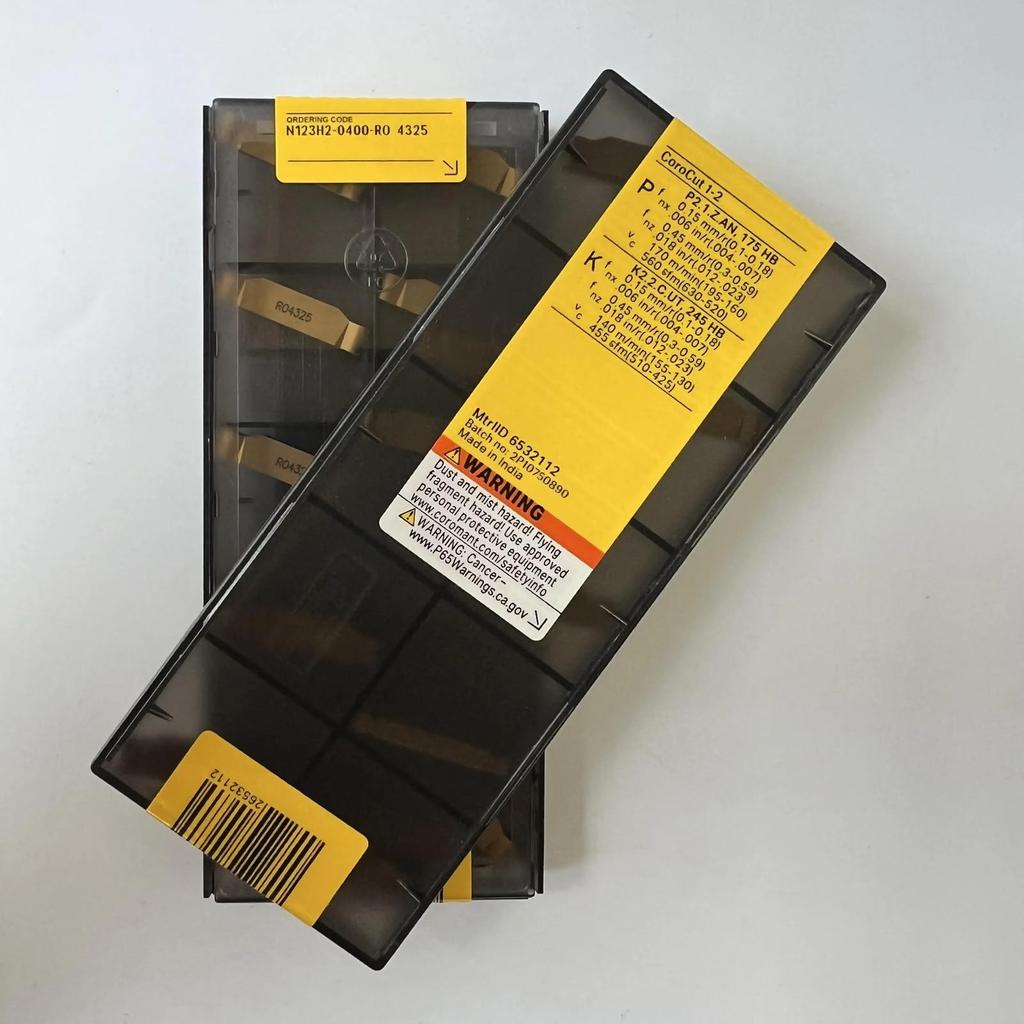 ORDERING CODE
N123H2-0400-RO 4325
RO4325
CoroCut 1-2
P2.1.Z.AN. 175 HB
P fnx 0.15 mm/r(0.1-0.18)
.006 in/r(.004-.007)
fnz 0.45 mm/r(0.3-0.59)
.018 in/r(.012-.023)
vc 170 m/min(195-160)
560 sfm(630-520)
K2.2.C.UT. 245 HB
K fnx 0.15 mm/r(0.1-0.18)
.006 in/r(.004-.007)
fnz 0.45 mm/r(0.3-0.59)
.018 in/r(.012-.023)
vc 140 m/min(155-130)
455 sfm(510-425)
MtrlID 6532112
Batch no: 2P10750890
Made in India
WARNING
Dust and mist hazard! Flying
fragment hazard! Use approved
personal protective equipment
www.coromant.com/safetyinfo
WARNING: Cancer-
www.P65Warnings.ca.gov
26532112